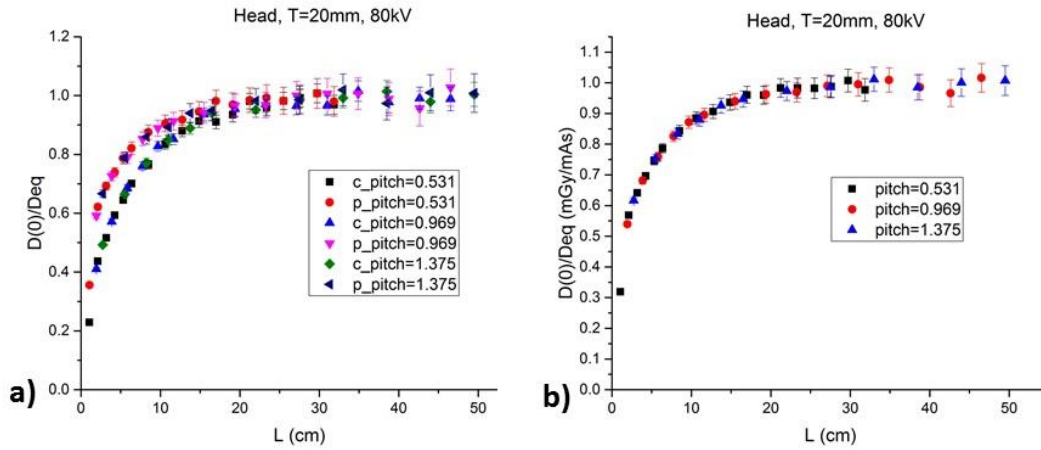 Head, T=20mm, 80kV
1.2
1.0
0.8
0.6
0.4
0.2
0.0
D(0)/Deq
c_pitch=0.531
p_pitch=0.531
c_pitch=0.969
p_pitch=0.969
c_pitch=1.375
p_pitch=1.375
0 10 20 30 40 50
L (cm)
a)
Head, T=20mm, 80kV
1.1
1.0
0.9
0.8
0.7
0.6
0.5
0.4
0.3
0.2
0.1
0.0
D(0)/Deq (mGy/mAs)
pitch=0.531
pitch=0.969
pitch=1.375
0 10 20 30 40 50
L (cm)
b)